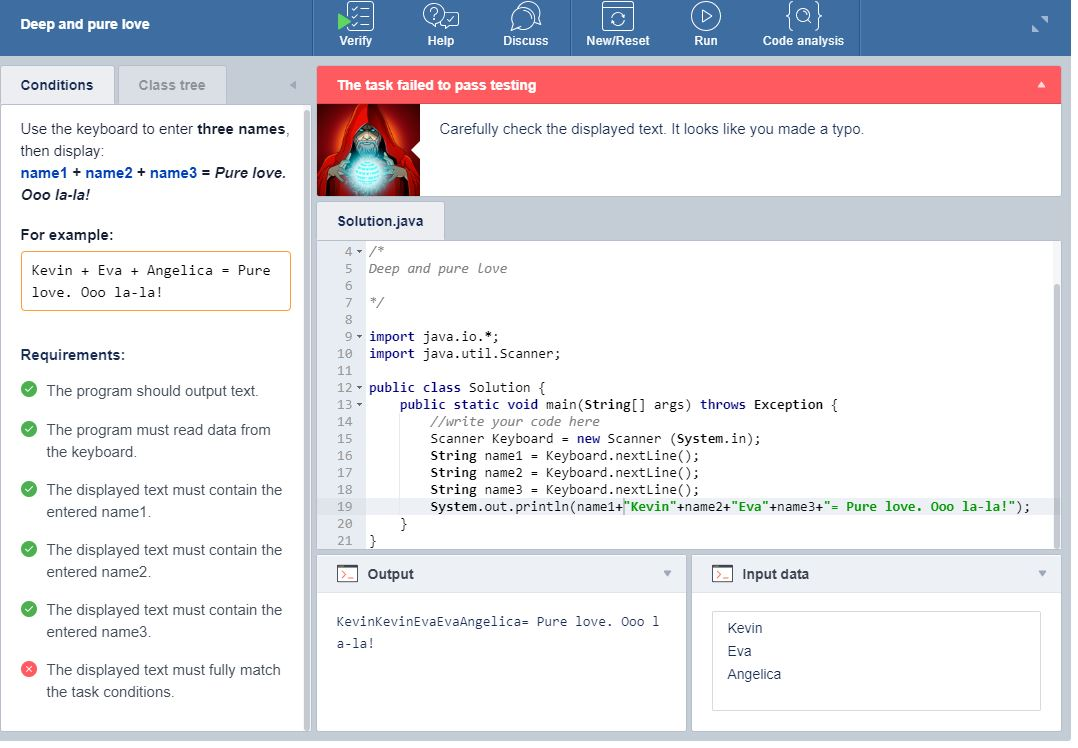 Deep and pure love
Verify
Help
Discuss
New/Reset
Run
Code analysis
Conditions
Class tree
Use the keyboard to enter three names,
then display:
name1 + name2 + name3 = Pure love.
Ooo la-la!
For example:
Kevin + Eva + Angelica = Pure
love. Ooo la-la!
Requirements:
The program should output text.
The program must read data from
the keyboard.
The displayed text must contain the
entered name1.
The displayed text must contain the
entered name2.
The displayed text must contain the
entered name3.
The displayed text must fully match
the task conditions.
The task failed to pass testing
Carefully check the displayed text. It looks like you made a typo.
Solution.java
4 /*
5 Deep and pure love
6
7 */
8
9 import java.io.*;
10 import java.util.Scanner;
11
12 public class Solution {
13 public static void main(String[] args) throws Exception {
14 //write your code here
15 Scanner Keyboard = new Scanner (System.in);
16 String name1 = Keyboard.nextLine();
17 String name2 = Keyboard.nextLine();
18 String name3 = Keyboard.nextLine();
19 System.out.println(name1+"Kevin"+name2+"Eva"+name3+"= Pure love. Ooo la-la!");
20 }
21 }
Output
KevinKevinEvaEvaAngelica= Pure love. Ooo l
a-la!
Input data
Kevin
Eva
Angelica